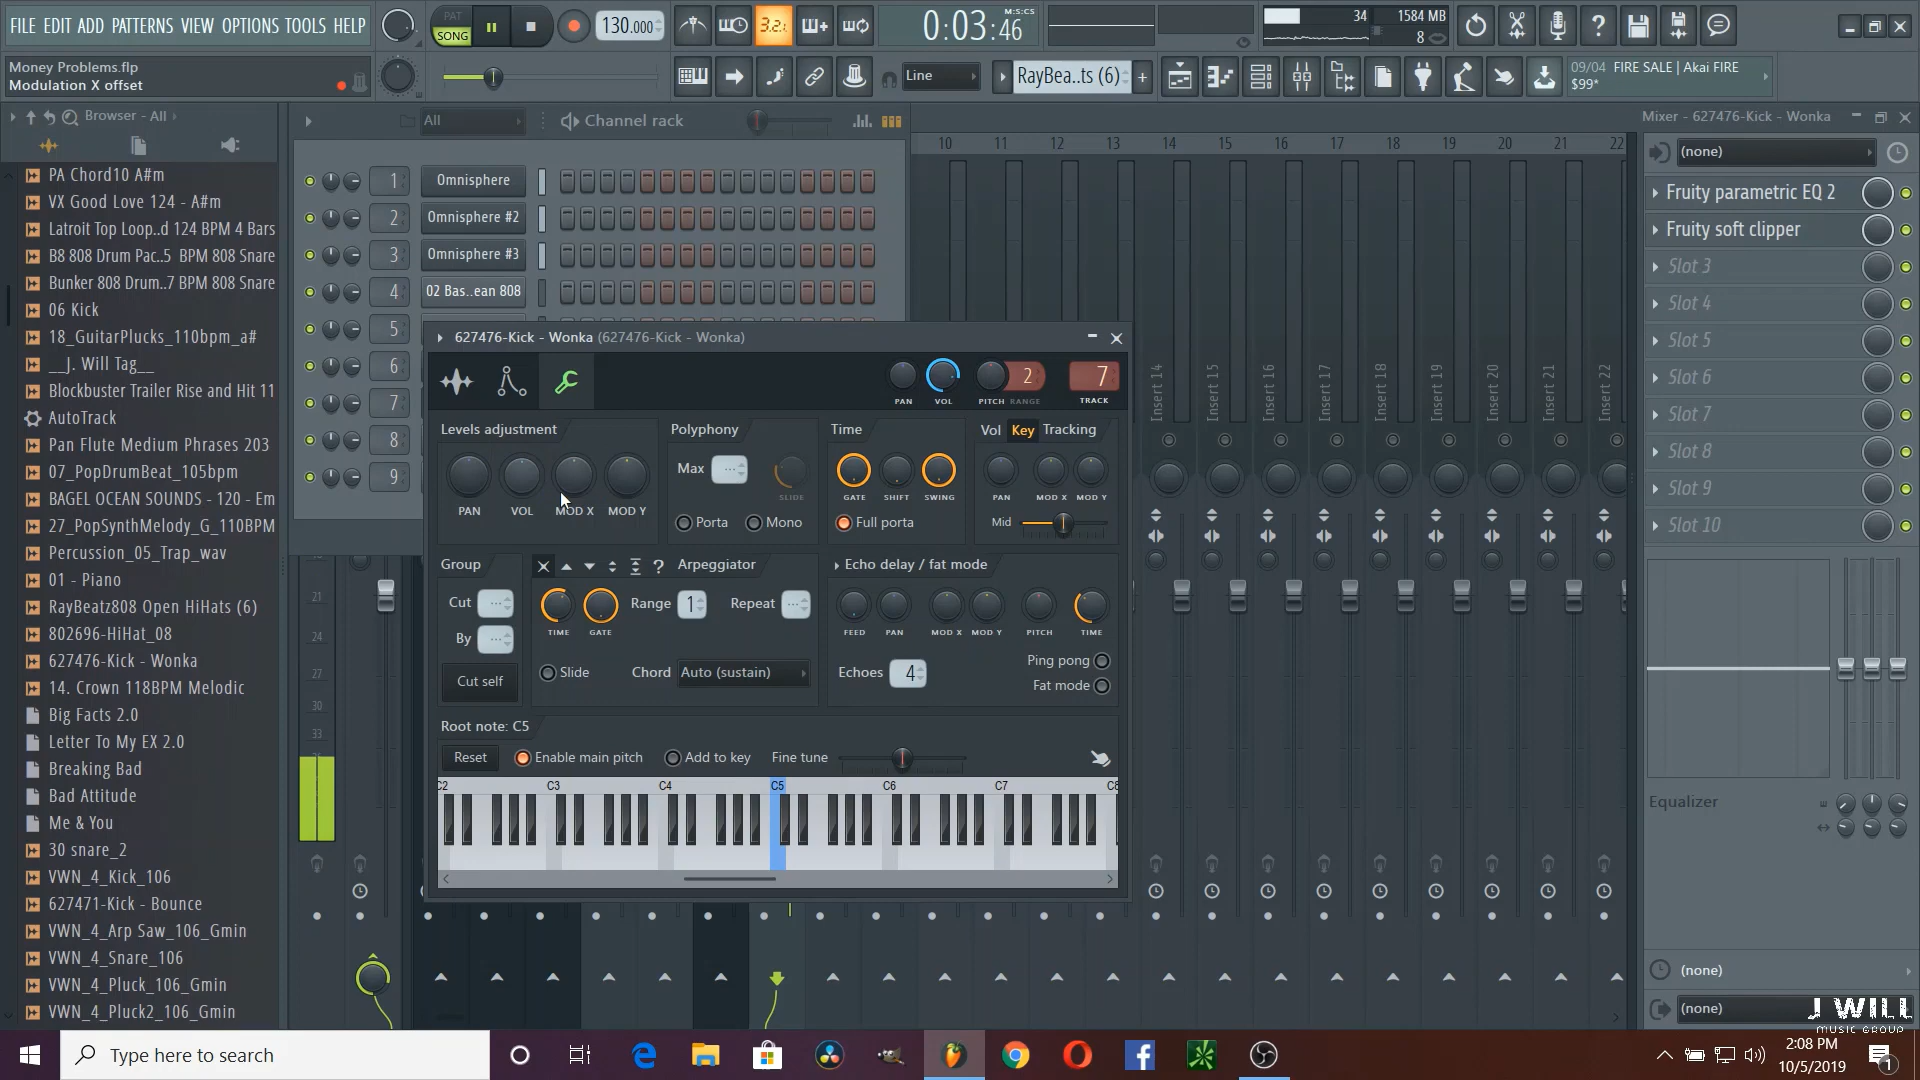 FILE EDIT ADD PATTERNS VIEW OPTIONS TOOLS HELP
PAT
SONG
130.000
3.2.
0:03:46
M:S:CS
34
1584 MB
8
Money Problems.flp
Modulation X offset
Line
RayBea..ts (6)
+
09/04 FIRE SALE | Akai FIRE
$99*
Browser - All
All
Channel rack
Mixer - 627476-Kick - Wonka
PA Chord10 A#m
VX Good Love 124 - A#m
Latroit Top Loop..d 124 BPM 4 Bars
B8 808 Drum Pac..5 BPM 808 Snare
Bunker 808 Drum..7 BPM 808 Snare
06 Kick
18_GuitarPlucks_110bpm_a#
__J. Will Tag__
Blockbuster Trailer Rise and Hit 11
AutoTrack
Pan Flute Medium Phrases 203
07_PopDrumBeat_105bpm
BAGEL OCEAN SOUNDS - 120 - Em
27_PopSynthMelody_G_110BPM
Percussion_05_Trap_wav
01 - Piano
RayBeatz808 Open HiHats (6)
802696-HiHat_08
627476-Kick - Wonka
14. Crown 118BPM Melodic
Big Facts 2.0
Letter To My EX 2.0
Breaking Bad
Bad Attitude
Me & You
30 snare_2
VWN_4_Kick_106
627471-Kick - Bounce
VWN_4_Arp Saw_106_Gmin
VWN_4_Snare_106
VWN_4_Pluck_106_Gmin
VWN_4_Pluck2_106_Gmin
1 Omnisphere
2 Omnisphere #2
3 Omnisphere #3
4 02 Bas..ean 808
5
6
7
8
9
10 11 12 13 14 15 16 17 18 19 20 21 22
Insert 14
Insert 15
Insert 16
Insert 17
Insert 18
Insert 19
Insert 20
Insert 21
Insert 22
21
24
27
30
33
627476-Kick - Wonka (627476-Kick - Wonka)
PAN VOL PITCH 2 RANGE 7 TRACK
Levels adjustment
PAN VOL MOD X MOD Y
Polyphony
Max
SLIDE
Porta Mono
Time
GATE SHIFT SWING
Full porta
Vol Key Tracking
PAN MOD X MOD Y
Mid
Group
Cut
By
Cut self
? Arpeggiator
TIME GATE
Range 1 Repeat
Slide Chord Auto (sustain)
Echo delay / fat mode
FEED PAN MOD X MOD Y PITCH TIME
Echoes 4
Ping pong
Fat mode
Root note: C5
Reset Enable main pitch Add to key Fine tune
C2 C3 C4 C5 C6 C7 C8
(none)
Fruity parametric EQ 2
Fruity soft clipper
Slot 3
Slot 4
Slot 5
Slot 6
Slot 7
Slot 8
Slot 9
Slot 10
Equalizer
(none)
(none)
J WILL
MUSIC GROUP
Type here to search
2:08 PM
10/5/2019
1